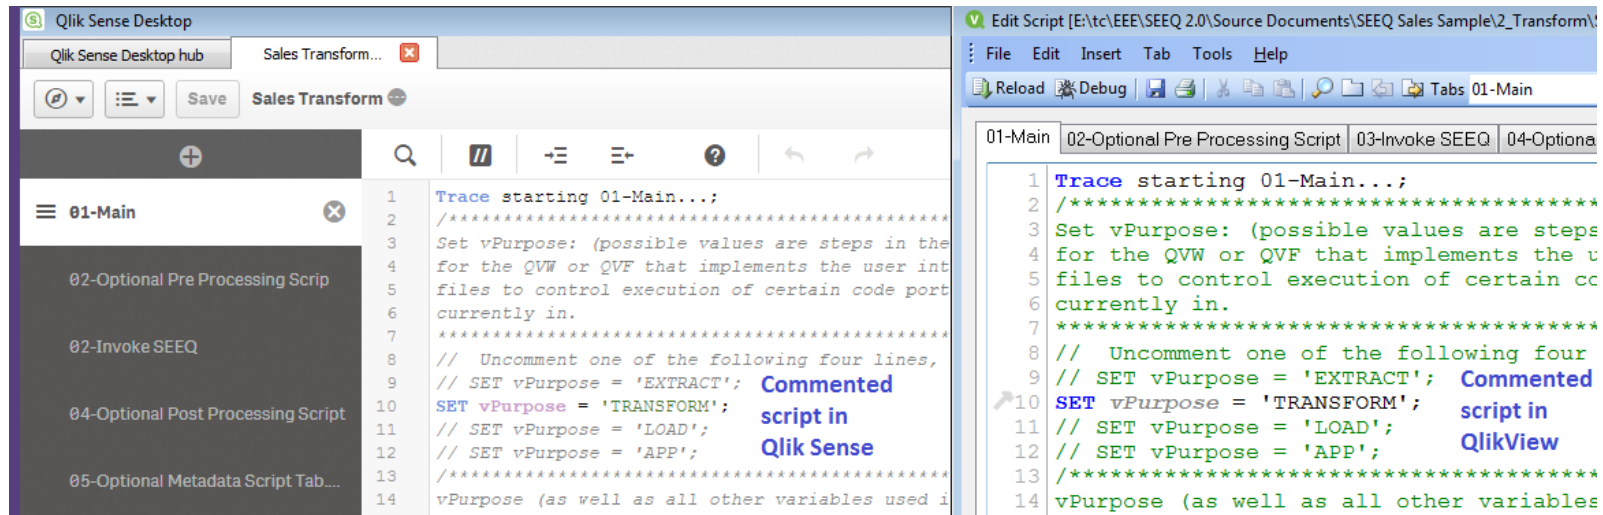 Qlik Sense Desktop
Qlik Sense Desktop hub
Sales Transform...
Save
Sales Transform
01-Main
02-Optional Pre Processing Scrip
02-Invoke SEEQ
04-Optional Post Processing Script
05-Optional Metadata Script Tab....
1 Trace starting 01-Main...;
2 /***********************************************
3 Set vPurpose: (possible values are steps in the
4 for the QVW or QVF that implements the user int
5 files to control execution of certain code port
6 currently in.
7 ***********************************************
8 //  Uncomment one of the following four lines,
9 // SET vPurpose = 'EXTRACT';
10 SET vPurpose = 'TRANSFORM';
11 // SET vPurpose = 'LOAD';
12 // SET vPurpose = 'APP';
13 /***********************************************
14 vPurpose (as well as all other variables used i
Commented
script in
Qlik Sense
Edit Script [E:\tc\EEE\SEEQ 2.0\Source Documents\SEEQ Sales Sample\2_Transform\S
File Edit Insert Tab Tools Help
Reload Debug Tabs 01-Main
01-Main 02-Optional Pre Processing Script 03-Invoke SEEQ 04-Optiona
1 Trace starting 01-Main...;
2 /***************************************
3 Set vPurpose: (possible values are steps
4 for the QVW or QVF that implements the u
5 files to control execution of certain co
6 currently in.
7 ****************************************
8 //  Uncomment one of the following four
9 // SET vPurpose = 'EXTRACT';
10 SET vPurpose = 'TRANSFORM';
11 // SET vPurpose = 'LOAD';
12 // SET vPurpose = 'APP';
13 /***************************************
14 vPurpose (as well as all other variables
Commented
script in
QlikView